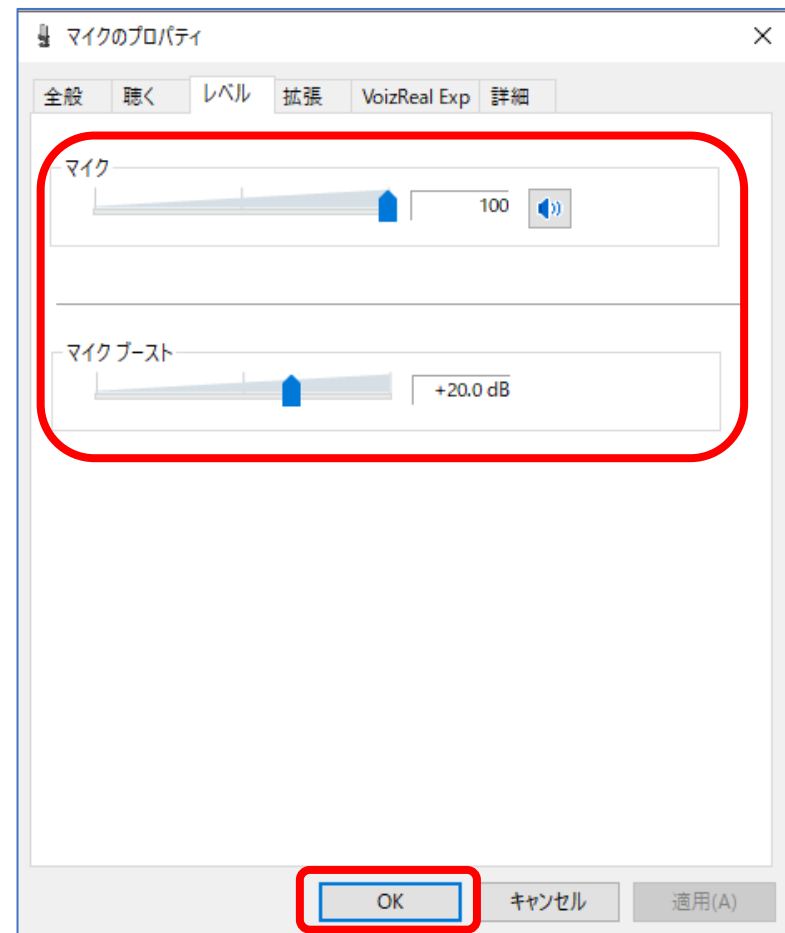 マイクのプロパティ
全般 聴く レベル 拡張 VoizReal Exp 詳細
マイク
100
マイク ブースト
+20.0 dB
OK キャンセル 適用(A)